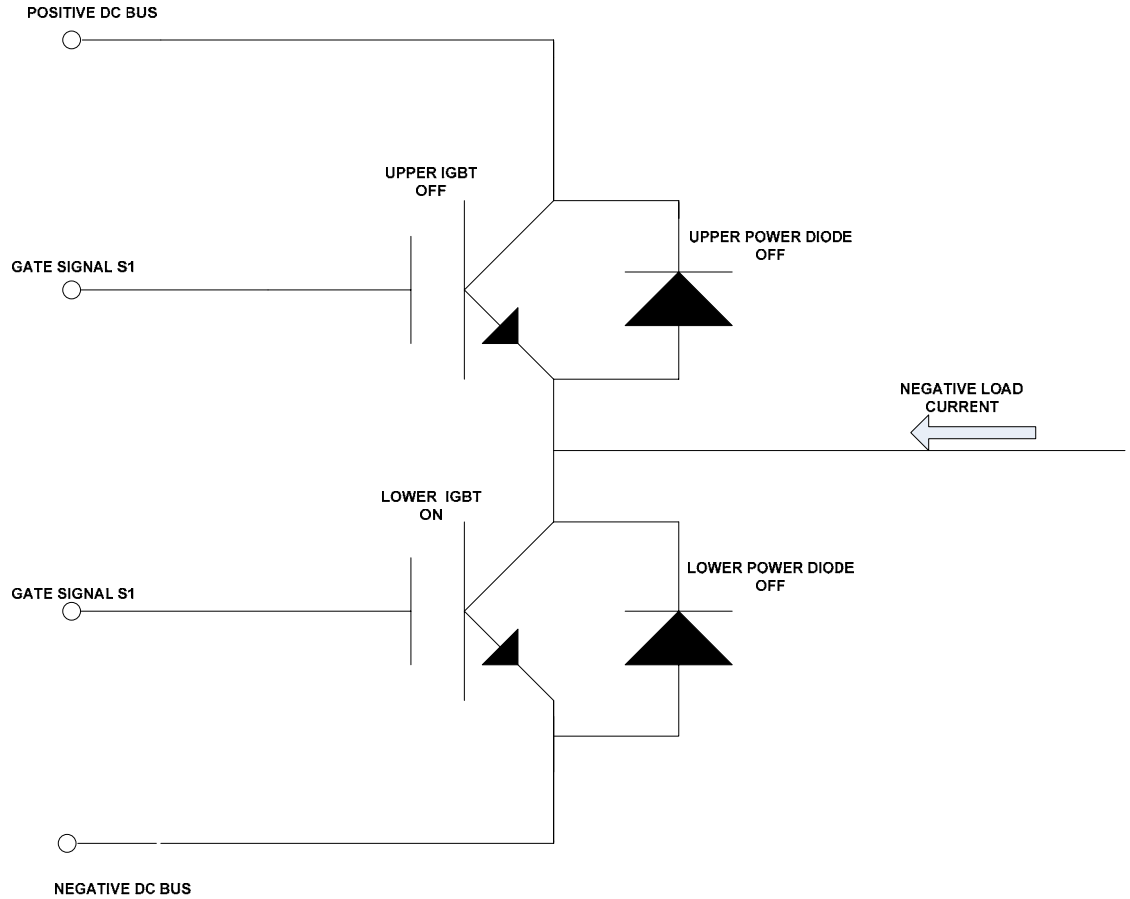 POSITIVE DC BUS
UPPER IGBT
OFF
UPPER POWER DIODE
OFF
GATE SIGNAL S1
NEGATIVE LOAD
CURRENT
LOWER IGBT
ON
LOWER POWER DIODE
OFF
GATE SIGNAL S1
NEGATIVE DC BUS